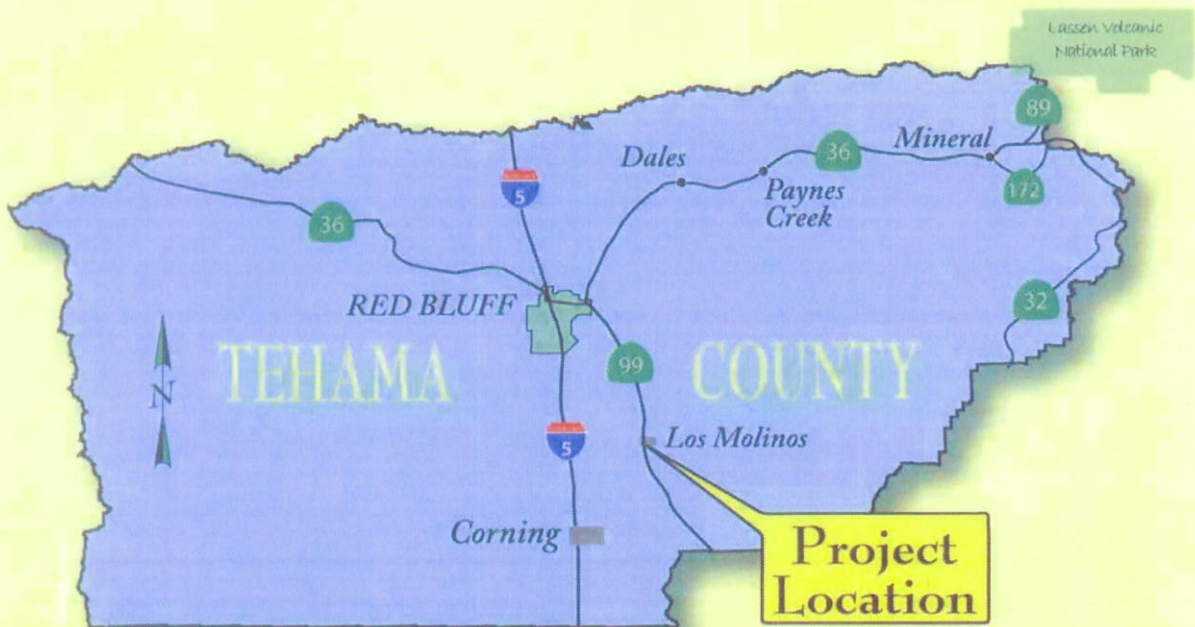 Lassen Volcanic
National Park
89
Mineral
36
Dales
5
Paynes
Creek
172
36
RED BLUFF
32
N
TEHAMA COUNTY
99
5
Los Molinos
Corning
Project
Location